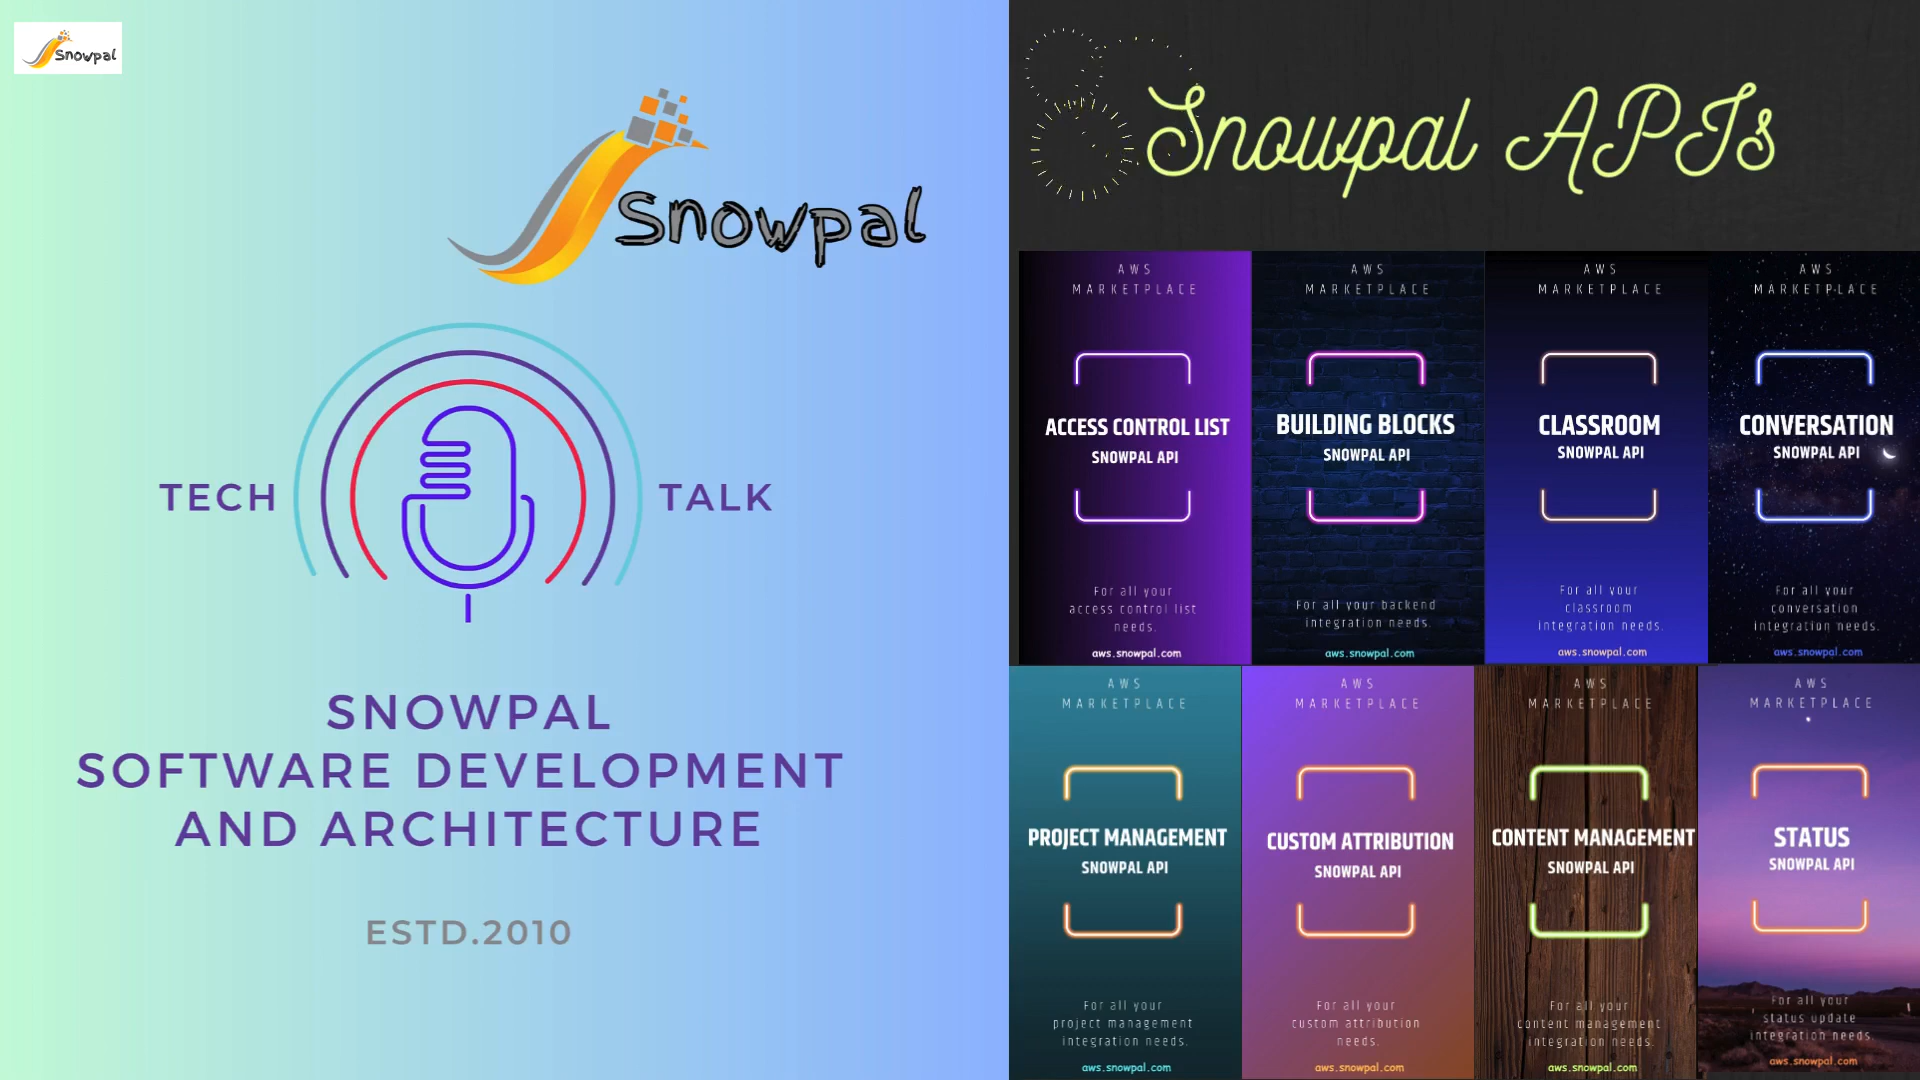 Snowpal
Snowpal
TECH
TALK
SNOWPAL
SOFTWARE DEVELOPMENT
AND ARCHITECTURE
ESTD.2010
Snowpal APIs
AWS
MARKETPLACE
ACCESS CONTROL LIST
SNOWPAL API
For all your
access control list
needs.
aws.snowpal.com
AWS
MARKETPLACE
BUILDING BLOCKS
SNOWPAL API
For all your backend
integration needs.
aws.snowpal.com
AWS
MARKETPLACE
CLASSROOM
SNOWPAL API
For all your
classroom
integration needs.
aws.snowpal.com
AWS
MARKETPLACE
CONVERSATION
SNOWPAL API
For all your
conversation
integration needs.
aws.snowpal.com
AWS
MARKETPLACE
PROJECT MANAGEMENT
SNOWPAL API
For all your
project management
integration needs.
aws.snowpal.com
AWS
MARKETPLACE
CUSTOM ATTRIBUTION
SNOWPAL API
For all your
custom attribution
needs.
aws.snowpal.com
AWS
MARKETPLACE
CONTENT MANAGEMENT
SNOWPAL API
For all your
content management
integration needs.
aws.snowpal.com
AWS
MARKETPLACE
STATUS
SNOWPAL API
For all your
status update
integration needs.
aws.snowpal.com